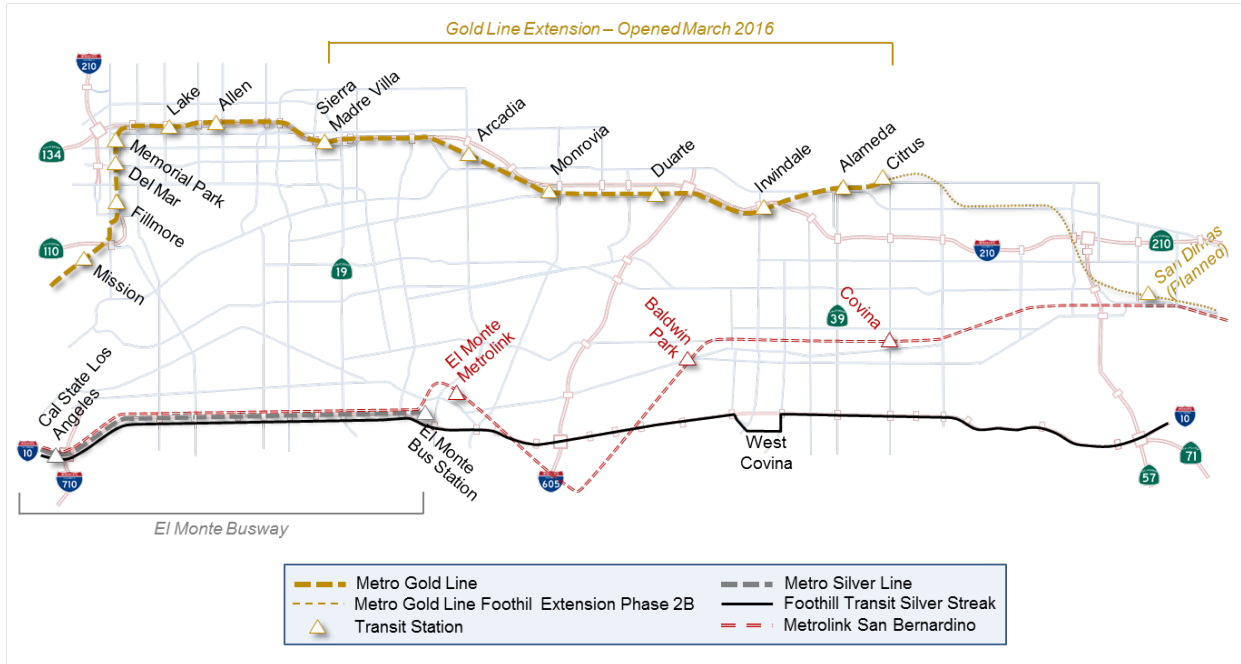 Gold Line Extension – Opened March 2016
210
Lake
Allen
Sierra
Madre Villa
Arcadia
Monrovia
Duarte
Irwindale
Alameda
Citrus
134
Memorial Park
Del Mar
Fillmore
110
Mission
19
210
210
San Dimas
(Planned)
39
Covina
Baldwin
Park
El Monte
Metrolink
Cal State Los
Angeles
El Monte
Bus Station
West
Covina
10
10
710
605
57
71
El Monte Busway
Metro Gold Line
Metro Gold Line Foothil Extension Phase 2B
Transit Station
Metro Silver Line
Foothill Transit Silver Streak
Metrolink San Bernardino